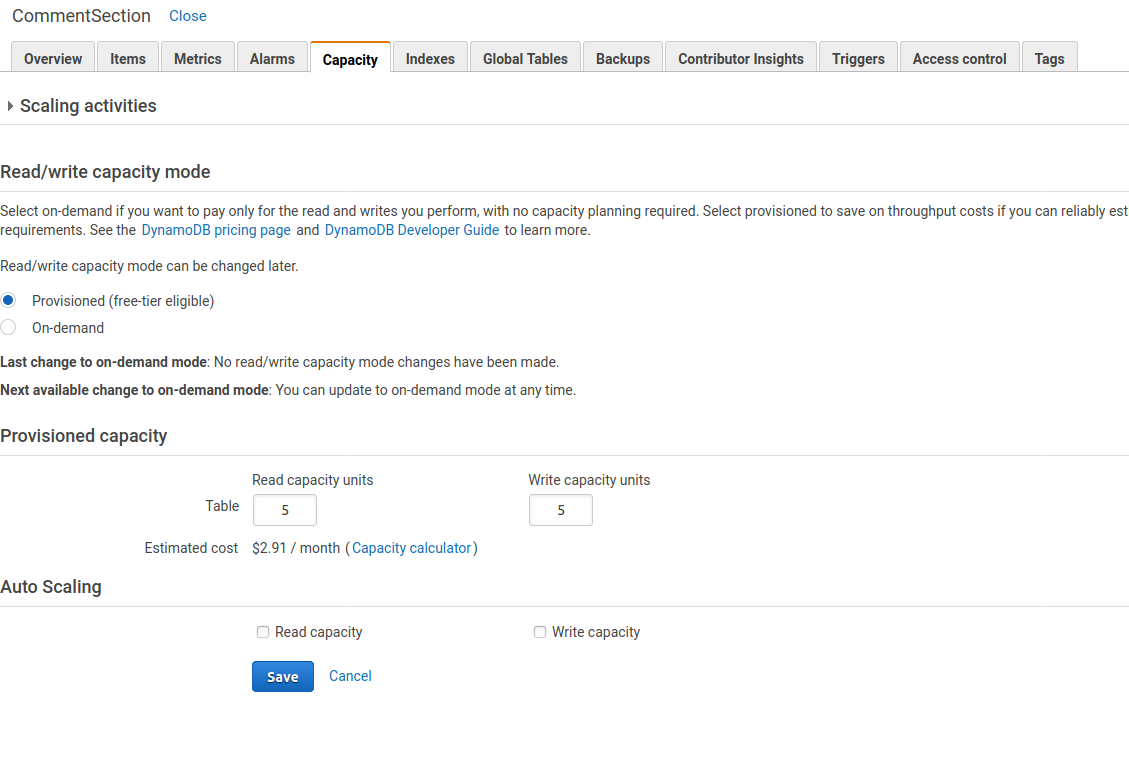 CommentSection Close
Overview Items Metrics Alarms Capacity Indexes Global Tables Backups Contributor Insights Triggers Access control Tags
Scaling activities
Read/write capacity mode
Select on-demand if you want to pay only for the read and writes you perform, with no capacity planning required. Select provisioned to save on throughput costs if you can reliably est
requirements. See the DynamoDB pricing page and DynamoDB Developer Guide to learn more.
Read/write capacity mode can be changed later.
Provisioned (free-tier eligible)
On-demand
Last change to on-demand mode: No read/write capacity mode changes have been made.
Next available change to on-demand mode: You can update to on-demand mode at any time.
Provisioned capacity
Read capacity units Write capacity units
Table 5 5
Estimated cost $2.91 / month ( Capacity calculator )
Auto Scaling
Read capacity Write capacity
Save Cancel